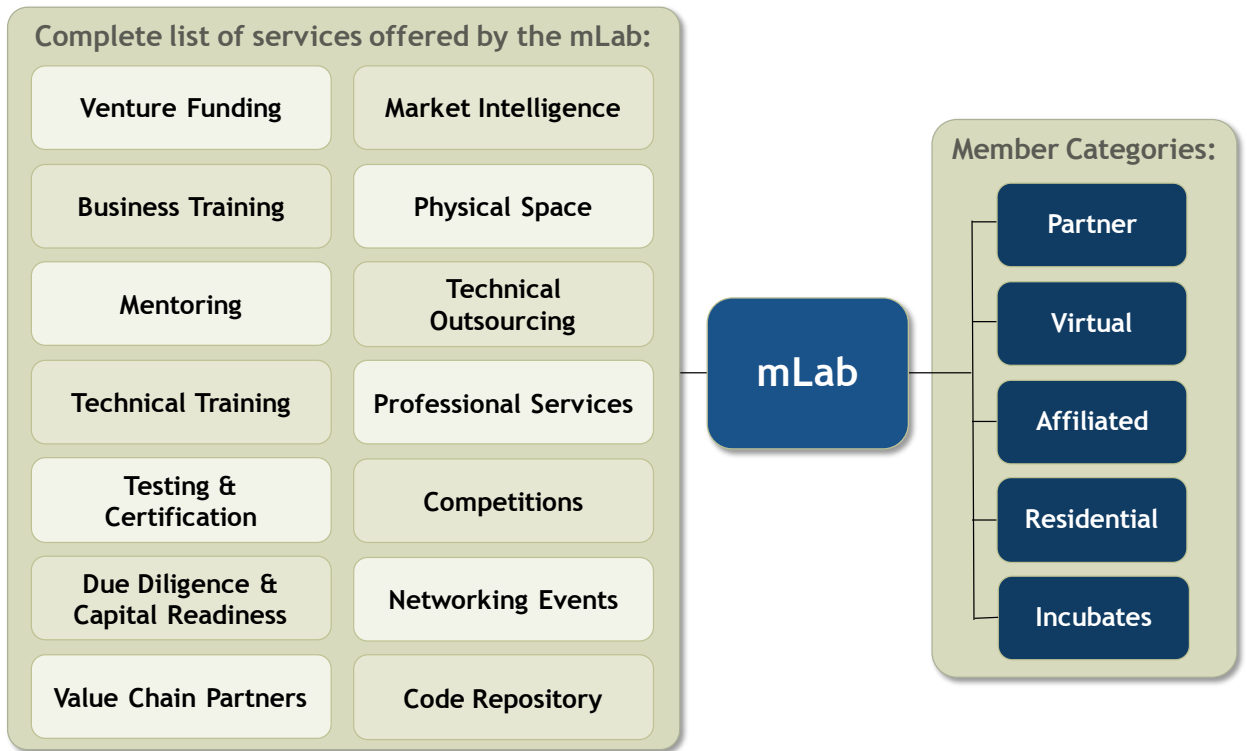 Complete list of services offered by the mLab:
Venture Funding
Market Intelligence
Business Training
Physical Space
Mentoring
Technical
Outsourcing
Technical Training
Professional Services
Testing &
Certification
Competitions
Due Diligence &
Capital Readiness
Networking Events
Value Chain Partners
Code Repository
mLab
Member Categories:
Partner
Virtual
Affiliated
Residential
Incubates